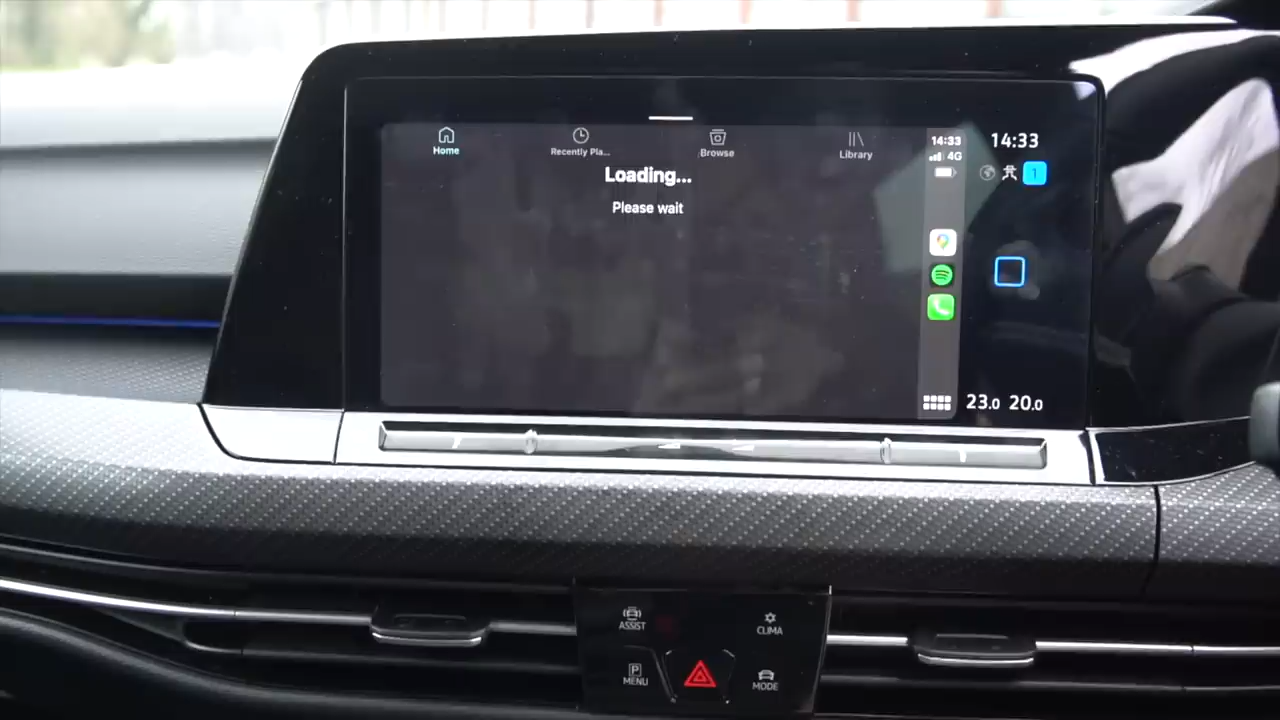 Home
Recently Pla...
Browse
Library
14:33
4G
14:33
1
Loading...
Please wait
23.0 20.0
ASSIST
CLIMA
P
MENU
MODE